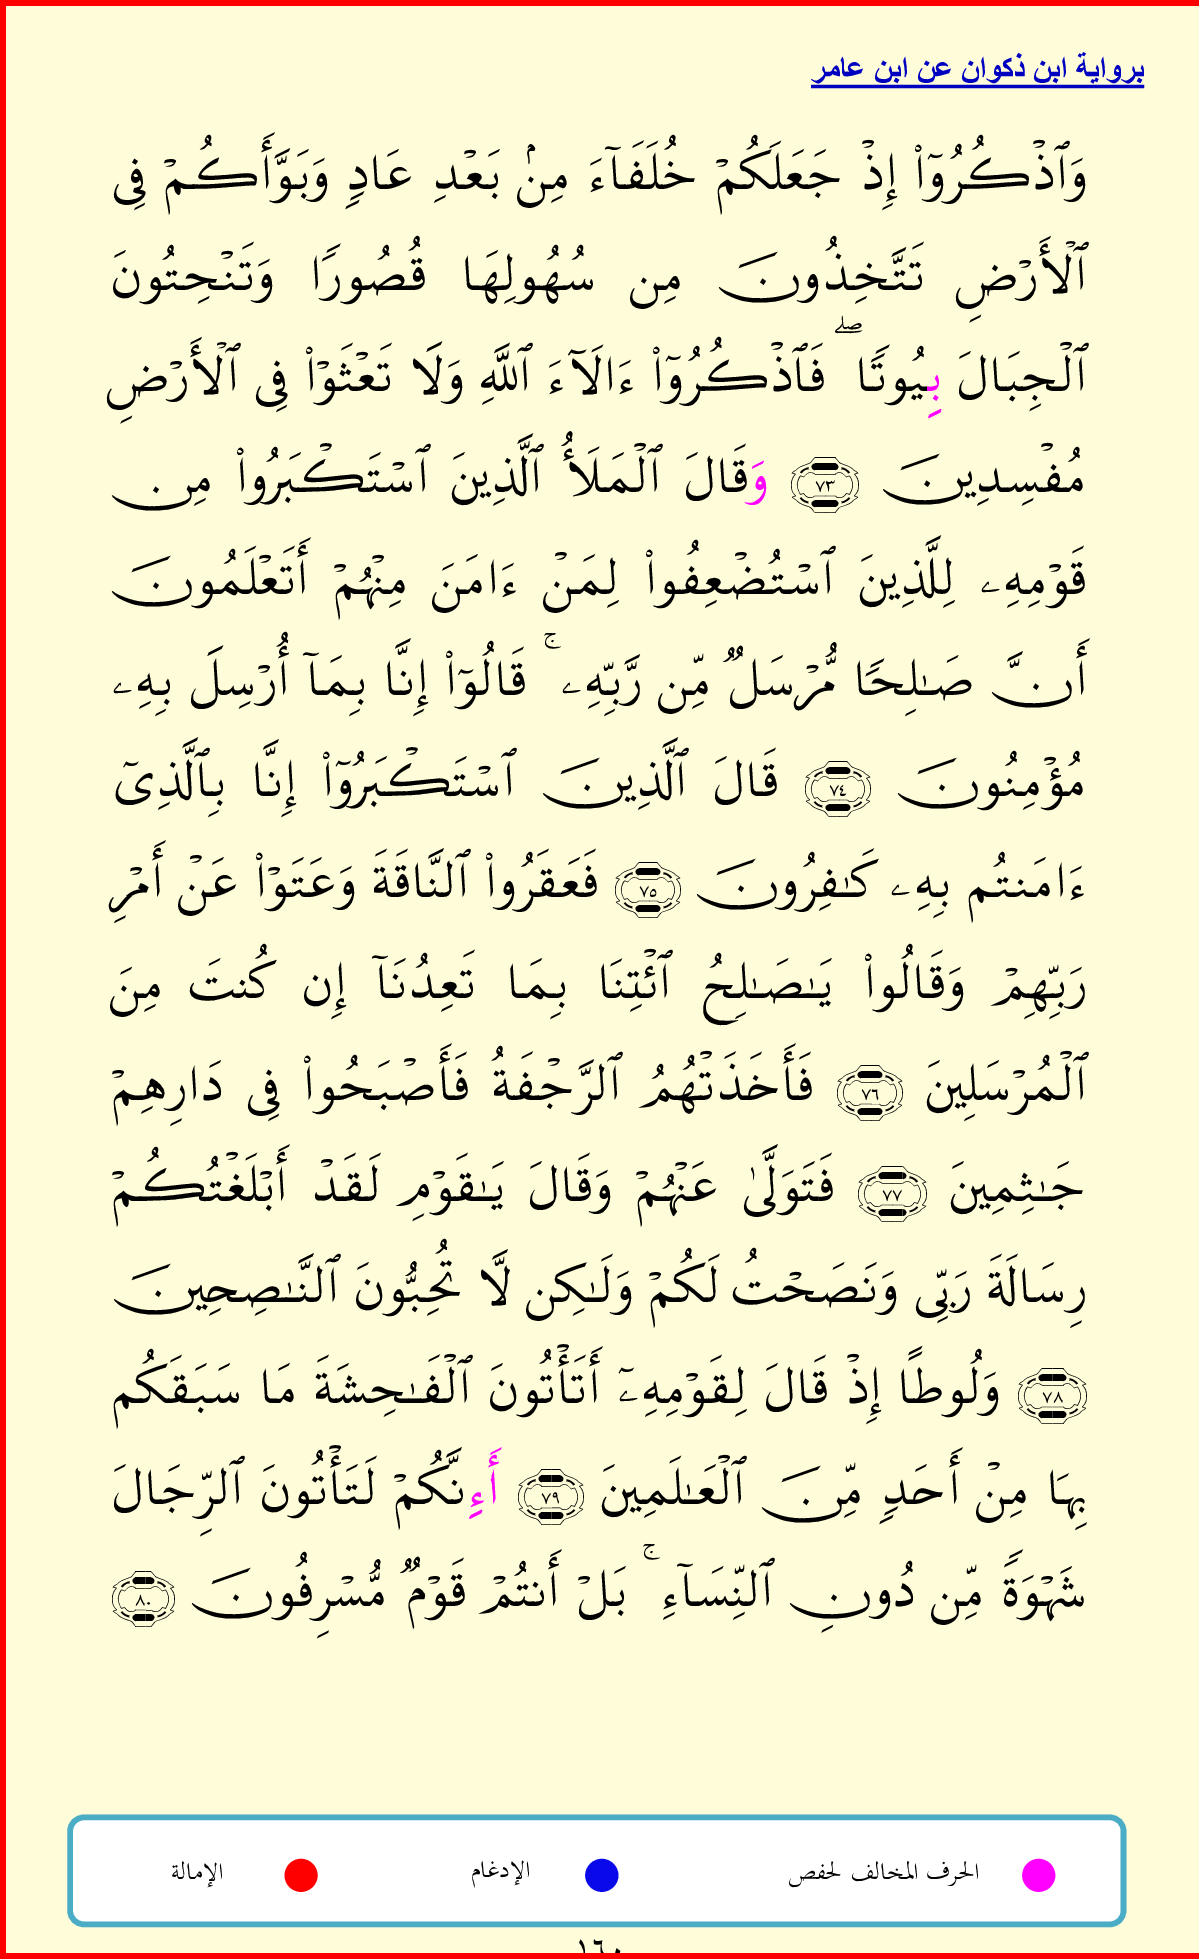 برواية ابن ذكوان عن ابن عامر
وَٱذْكُرُوٓا۟ إِذْ جَعَلَكُمْ خُلَفَآءَ مِنۢ بَعْدِ عَادٍ وَبَوَّأَكُمْ فِى
ٱلْأَرْضِ تَتَّخِذُونَ مِن سُهُولِهَا قُصُورًا وَتَنْحِتُونَ
ٱلْجِبَالَ بِيُوتًا ۖ فَٱذْكُرُوٓا۟ ءَالَآءَ ٱللَّهِ وَلَا تَعْثَوْا۟ فِى ٱلْأَرْضِ
مُفْسِدِينَ ٧٣ وَقَالَ ٱلْمَلَأُ ٱلَّذِينَ ٱسْتَكْبَرُوا۟ مِن
قَوْمِهِۦ لِلَّذِينَ ٱسْتُضْعِفُوا۟ لِمَنْ ءَامَنَ مِنْهُمْ أَتَعْلَمُونَ
أَنَّ صَـٰلِحًا مُّرْسَلٌ مِّن رَّبِّهِۦ ۚ قَالُوٓا۟ إِنَّا بِمَآ أُرْسِلَ بِهِۦ
مُؤْمِنُونَ ٧٤ قَالَ ٱلَّذِينَ ٱسْتَكْبَرُوٓا۟ إِنَّا بِٱلَّذِىٓ
ءَامَنتُم بِهِۦ كَـٰفِرُونَ ٧٥ فَعَقَرُوا۟ ٱلنَّاقَةَ وَعَتَوْا۟ عَنْ أَمْرِ
رَبِّهِمْ وَقَالُوا۟ يَـٰصَـٰلِحُ ٱئْتِنَا بِمَا تَعِدُنَآ إِن كُنتَ مِنَ
ٱلْمُرْسَلِينَ ٧٦ فَأَخَذَتْهُمُ ٱلرَّجْفَةُ فَأَصْبَحُوا۟ فِى دَارِهِمْ
جَـٰثِمِينَ ٧٧ فَتَوَلَّىٰ عَنْهُمْ وَقَالَ يَـٰقَوْمِ لَقَدْ أَبْلَغْتُكُمْ
رِسَالَةَ رَبِّى وَنَصَحْتُ لَكُمْ وَلَـٰكِن لَّا تُحِبُّونَ ٱلنَّـٰصِحِينَ
٧٨ وَلُوطًا إِذْ قَالَ لِقَوْمِهِۦٓ أَتَأْتُونَ ٱلْفَـٰحِشَةَ مَا سَبَقَكُم
بِهَا مِنْ أَحَدٍ مِّنَ ٱلْعَـٰلَمِينَ ٧٩ أَءِنَّكُمْ لَتَأْتُونَ ٱلرِّجَالَ
شَهْوَةً مِّن دُونِ ٱلنِّسَآءِ ۚ بَلْ أَنتُمْ قَوْمٌ مُّسْرِفُونَ ٨٠
الحرف المخالف لحفص الإدغام الإمالة
١٦٠